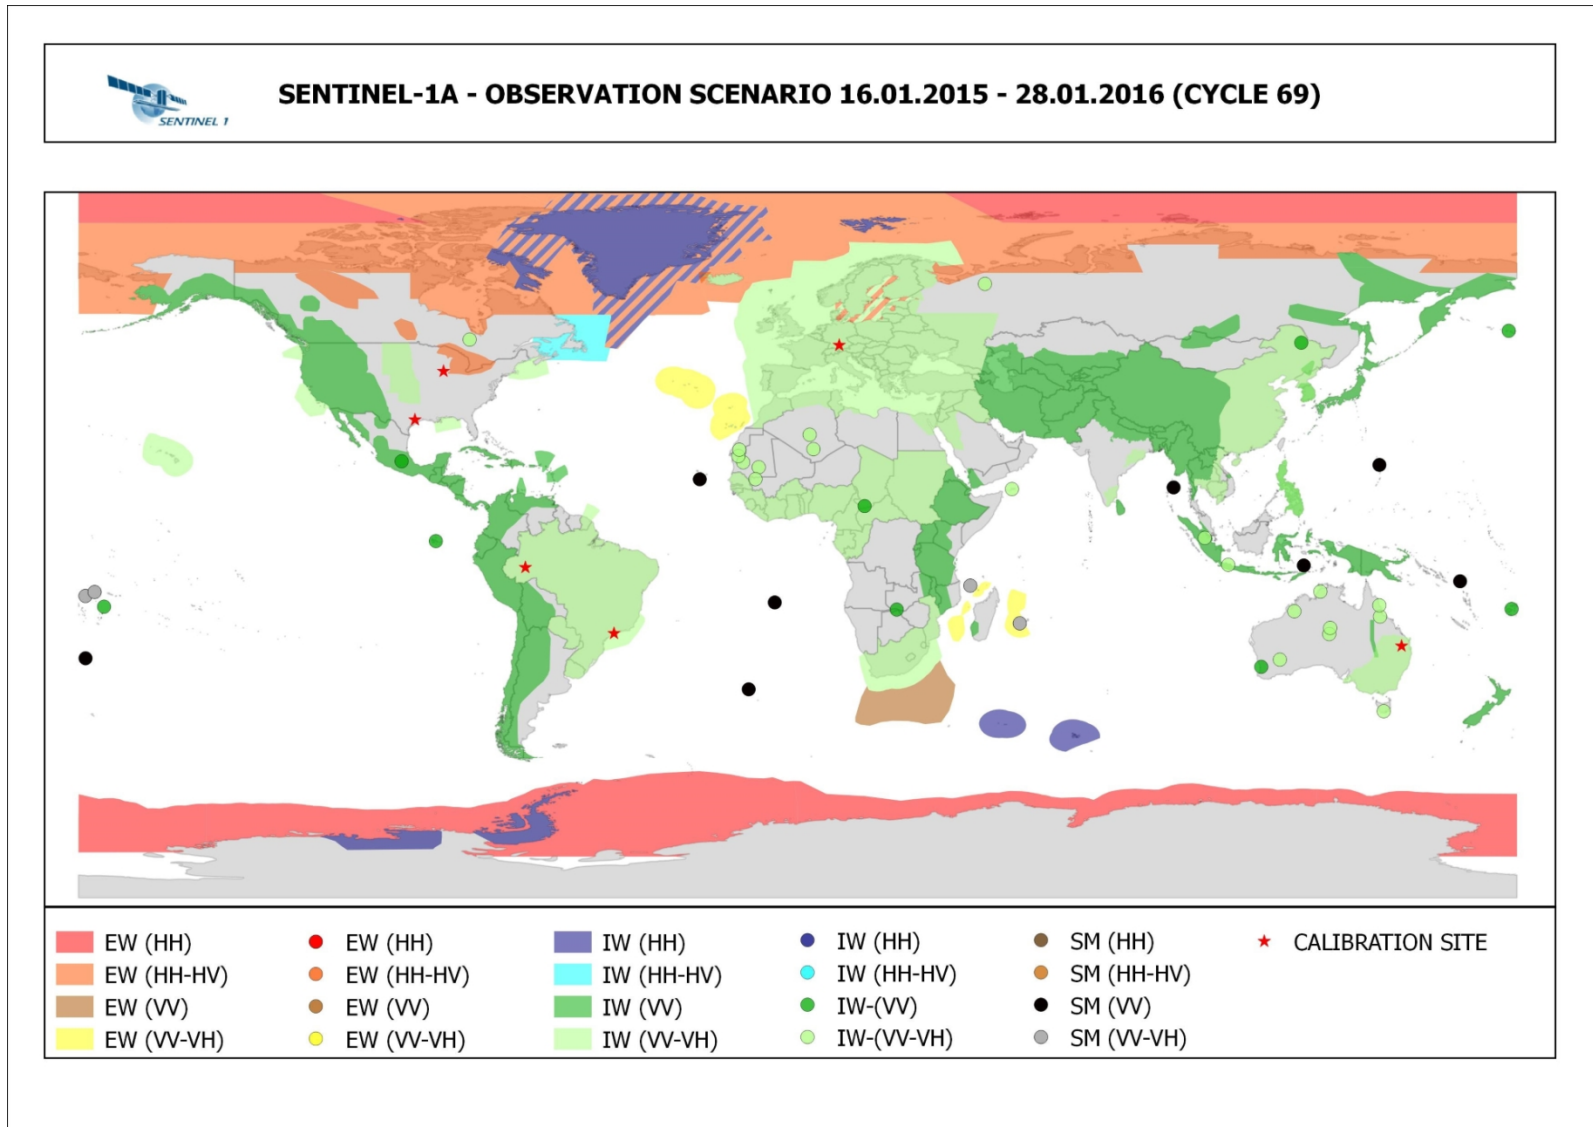 SENTINEL 1
SENTINEL-1A - OBSERVATION SCENARIO 16.01.2015 - 28.01.2016 (CYCLE 69)
EW (HH)
EW (HH-HV)
EW (VV)
EW (VV-VH)
EW (HH)
EW (HH-HV)
EW (VV)
EW (VV-VH)
IW (HH)
IW (HH-HV)
IW (VV)
IW (VV-VH)
IW (HH)
IW (HH-HV)
IW-(VV)
IW-(VV-VH)
SM (HH)
SM (HH-HV)
SM (VV)
SM (VV-VH)
CALIBRATION SITE